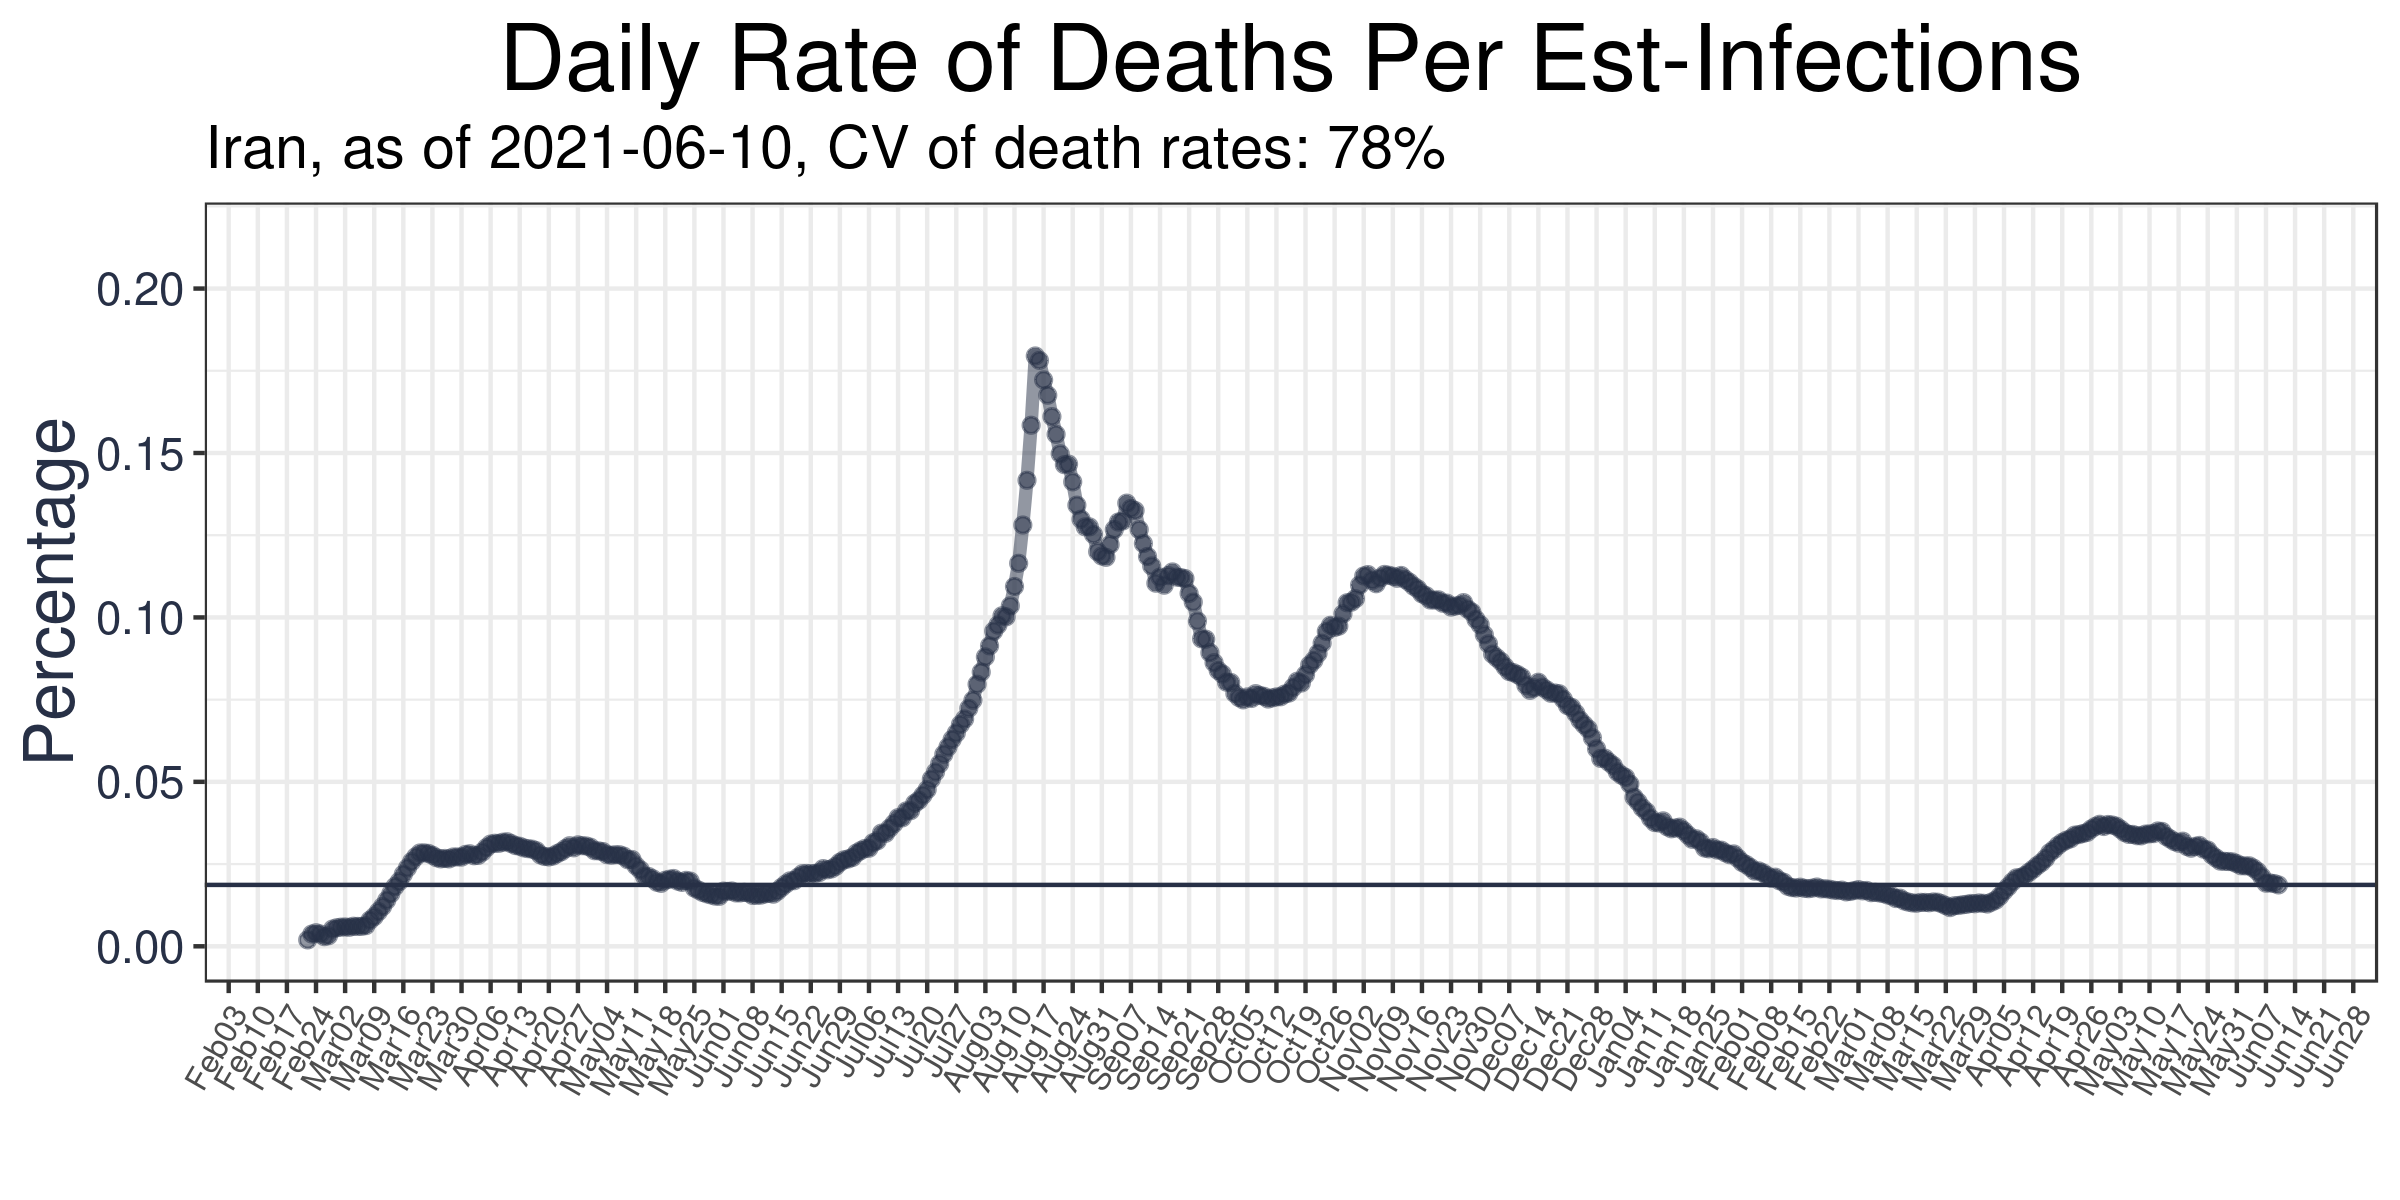 Daily Rate of Deaths Per Est-Infections
Iran, as of 2021-06-10, CV of death rates: 78%
Percentage
0.20
0.15
0.10
0.05
0.00
Feb03
Feb10
Feb17
Feb24
Mar02
Mar09
Mar16
Mar23
Mar30
Apr06
Apr13
Apr20
Apr27
May04
May11
May18
May25
Jun01
Jun08
Jun15
Jun22
Jun29
Jul06
Jul13
Jul20
Jul27
Aug03
Aug10
Aug17
Aug24
Aug31
Sep07
Sep14
Sep21
Sep28
Oct05
Oct12
Oct19
Oct26
Nov02
Nov09
Nov16
Nov23
Nov30
Dec07
Dec14
Dec21
Dec28
Jan04
Jan11
Jan18
Jan25
Feb01
Feb08
Feb15
Feb22
Mar01
Mar08
Mar15
Mar22
Mar29
Apr05
Apr12
Apr19
Apr26
May03
May10
May17
May24
May31
Jun07
Jun14
Jun21
Jun28